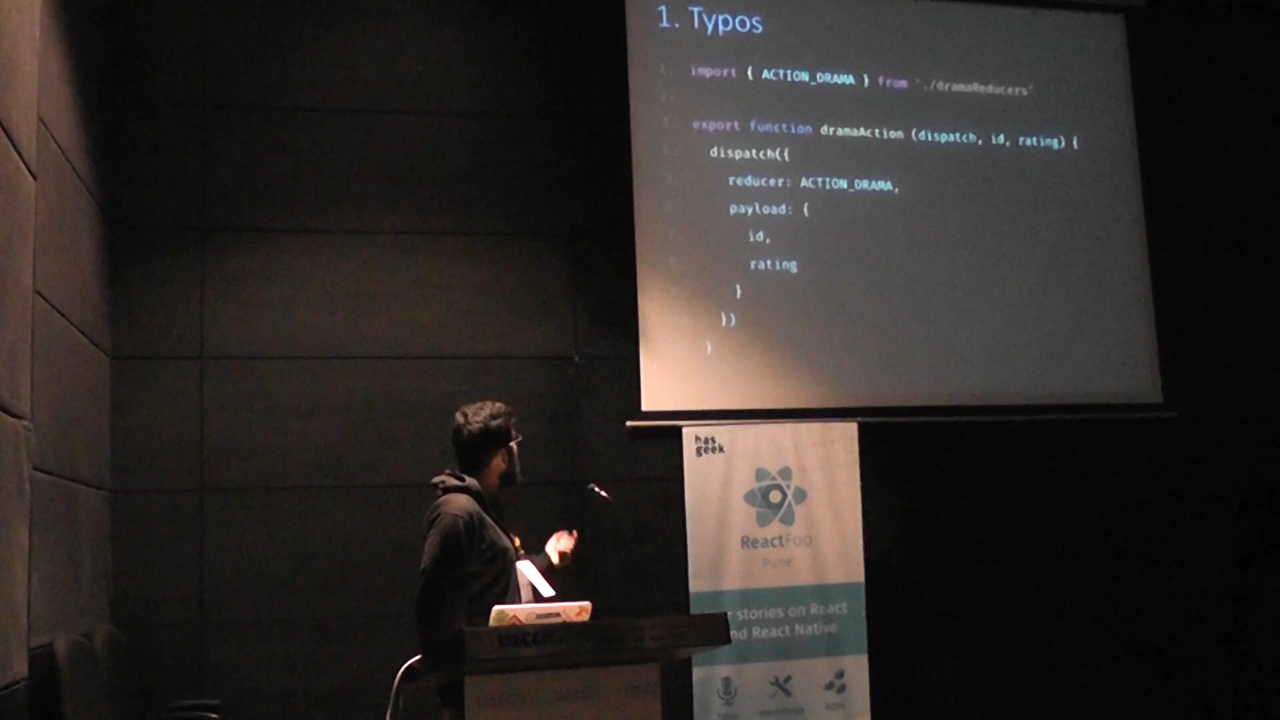 1. Typos
import { ACTION_DRAMA } from './dramaReducers'
export function dramaAction (dispatch, id, rating) {
dispatch({
reducer: ACTION_DRAMA,
payload: {
id,
rating
}
})
}
has
geek
ReactFoo
Pune
stories on React
React Native